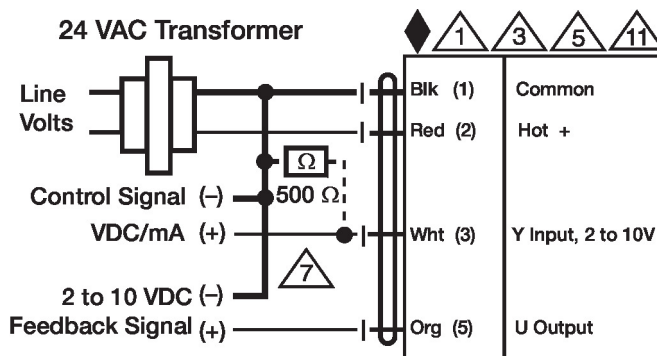 24 VAC Transformer
1 3 5 11
Line Volts
Blk (1) Common
Red (2) Hot +
Ω
500 Ω
Control Signal (-)
VDC/mA (+)
Wht (3) Y Input, 2 to 10V
7
2 to 10 VDC (-)
Feedback Signal (+)
Org (5) U Output